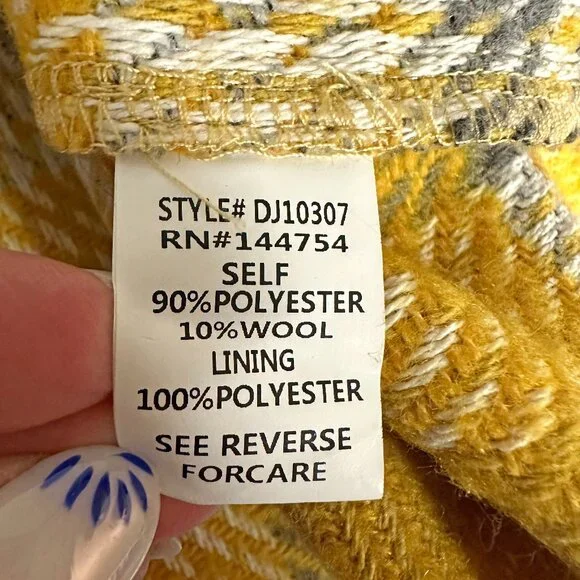 STYLE# DJ10307
RN#144754
SELF
90%POLYESTER
10%WOOL
LINING
100%POLYESTER
SEE REVERSE
FORCARE